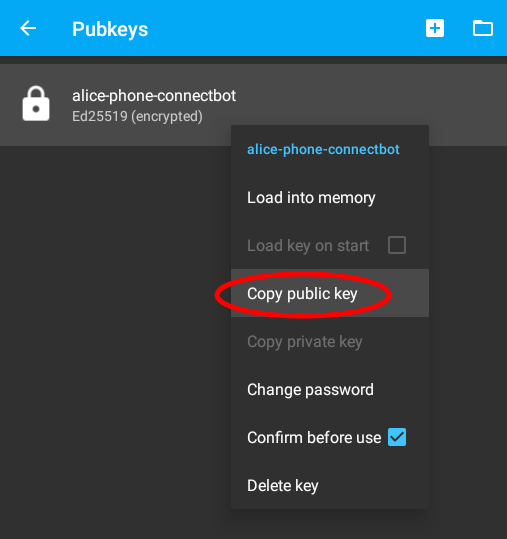 Pubkeys
alice-phone-connectbot
Ed25519 (encrypted)
alice-phone-connectbot
Load into memory
Load key on start
Copy public key
Copy private key
Change password
Confirm before use
Delete key